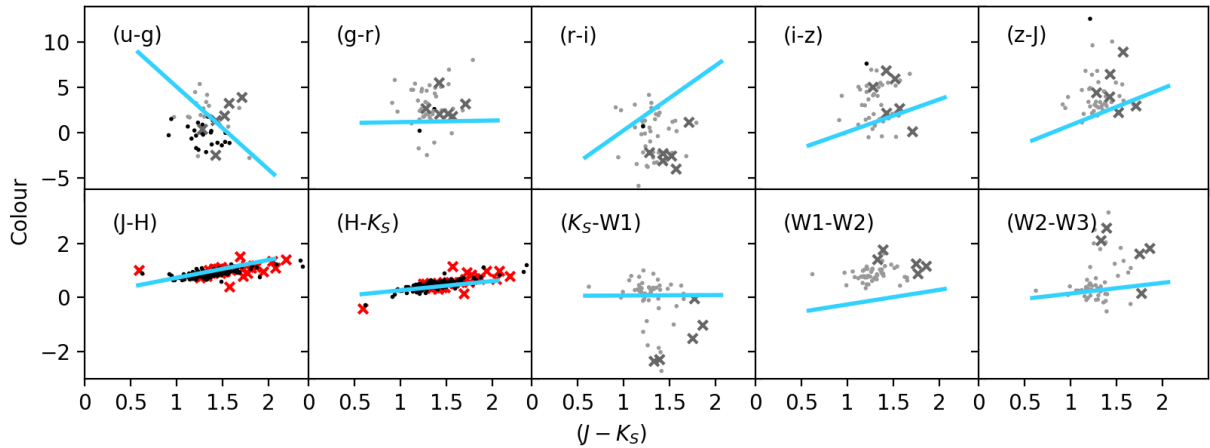 (u-g) (g-r) (r-i) (i-z) (z-J)
10
5
0
−5
Colour
(J-H) (H-K_S) (K_S-W1) (W1-W2) (W2-W3)
2
0
−2
0 0.5 1 1.5 2 0 0.5 1 1.5 2 0 0.5 1 1.5 2 0 0.5 1 1.5 2 0 0.5 1 1.5 2
(J − K_S)